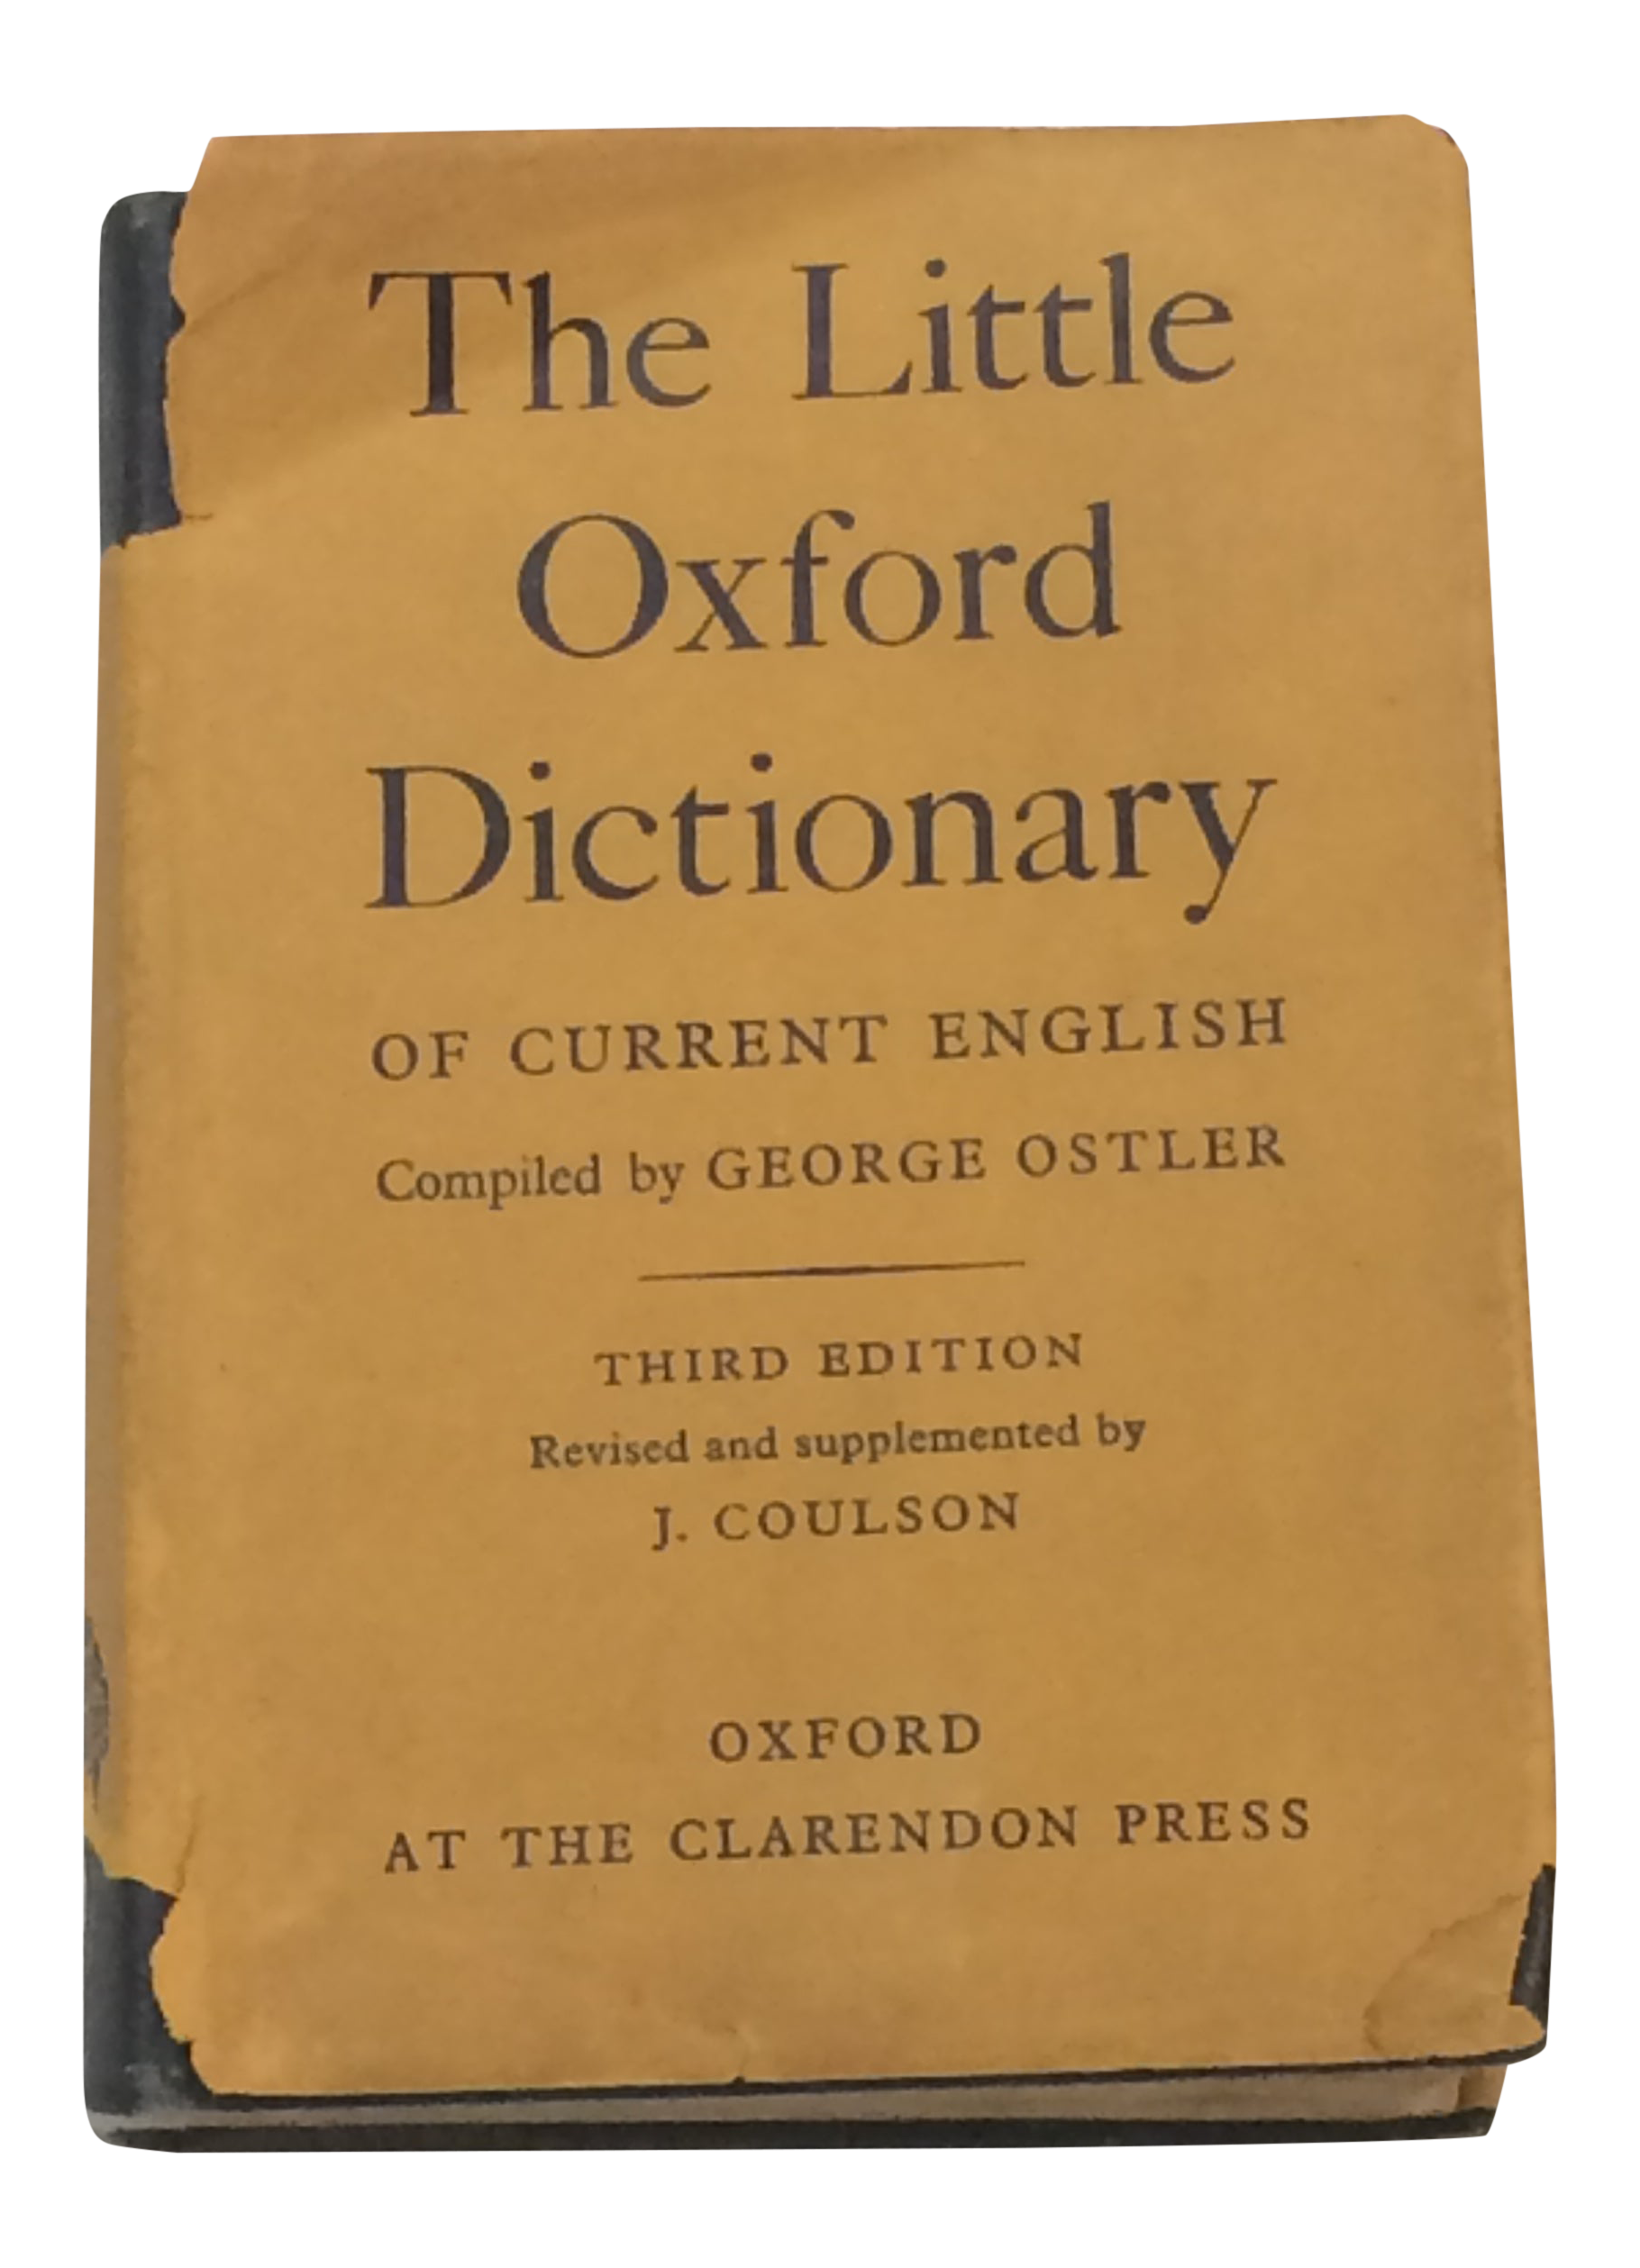 The Little
Oxford
Dictionary
OF CURRENT ENGLISH
Compiled by GEORGE OSTLER
THIRD EDITION
Revised and supplemented by
J. COULSON
OXFORD
AT THE CLARENDON PRESS